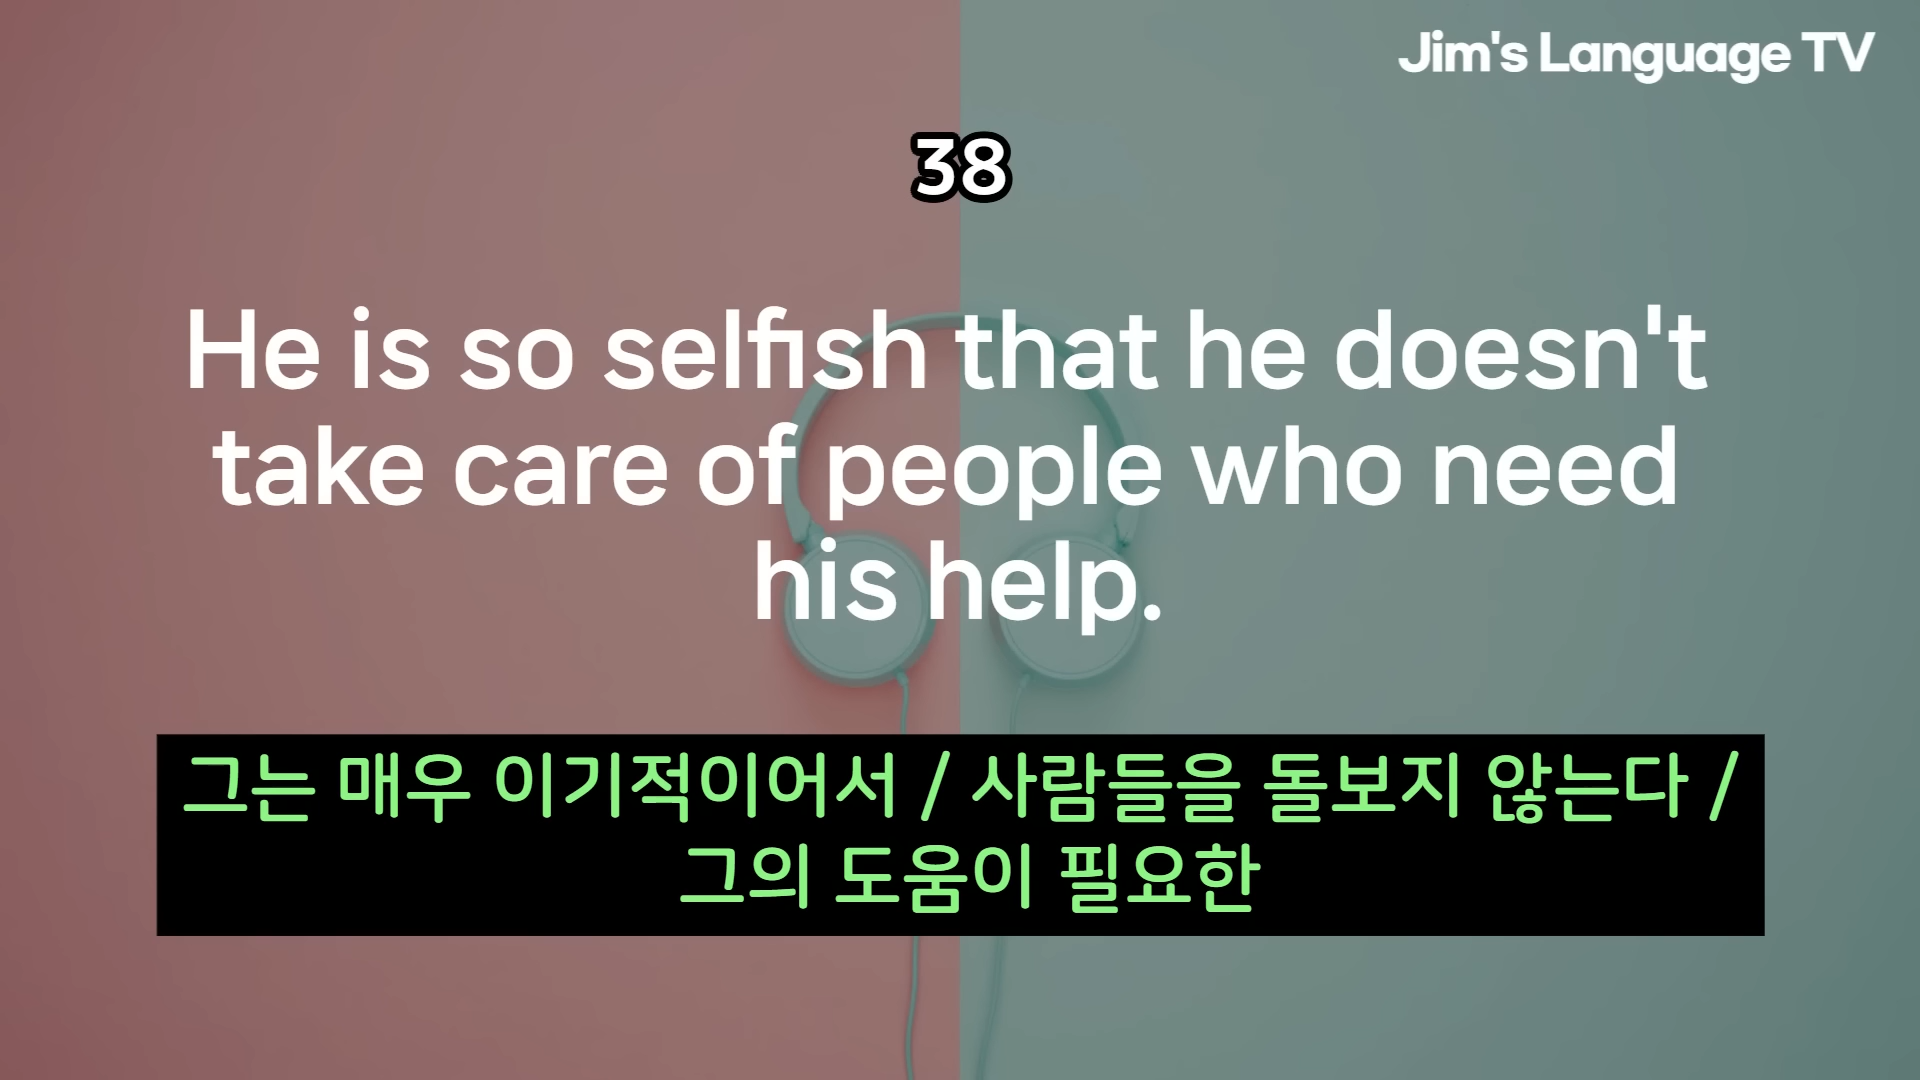 Jim's Language TV
38
He is so selfish that he doesn't
take care of people who need
his help.
그는 매우 이기적이어서 / 사람들을 돌보지 않는다 /
그의 도움이 필요한